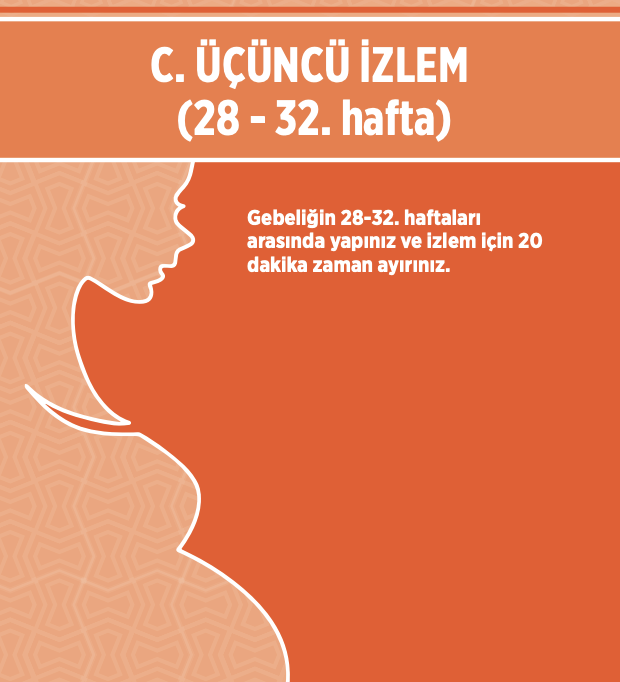 C. ÜÇÜNCÜ İZLEM
(28 - 32. hafta)
Gebeliğin 28-32. haftaları
arasında yapınız ve izlem için 20
dakika zaman ayırınız.